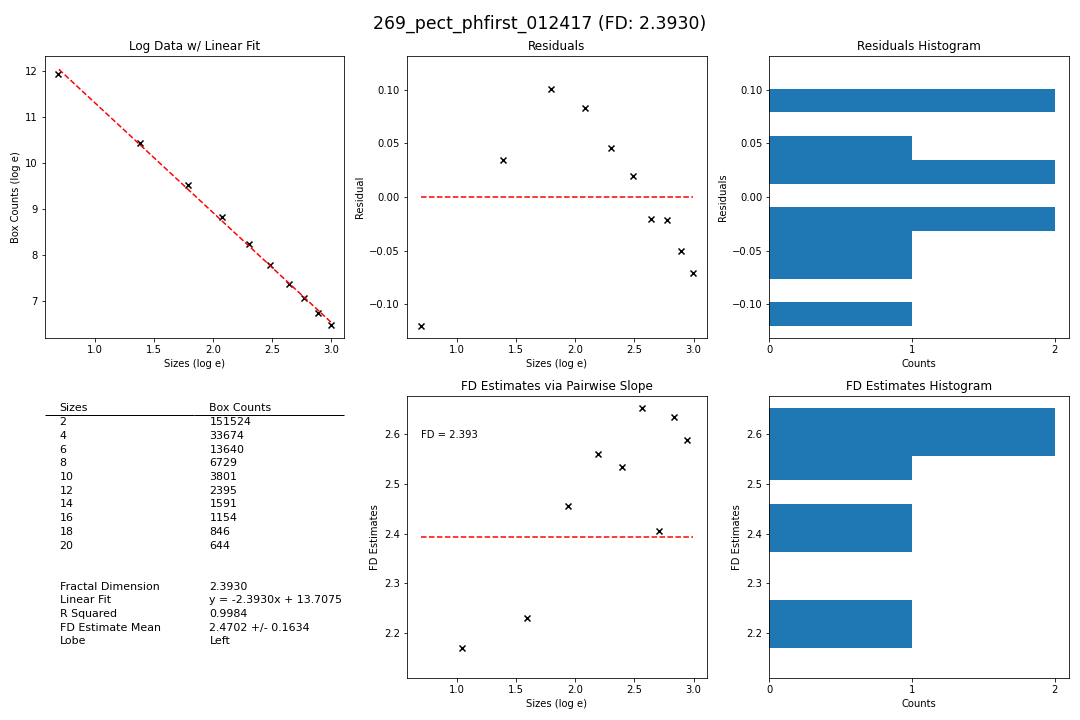 269_pect_phfirst_012417 (FD: 2.3930)
Log Data w/ Linear Fit
Box Counts (log e)
12
11
10
9
8
7
1.0 1.5 2.0 2.5 3.0
Sizes (log e)
Residuals
Residual
0.10
0.05
0.00
−0.05
−0.10
1.0 1.5 2.0 2.5 3.0
Sizes (log e)
Residuals Histogram
Residuals
0.10
0.05
0.00
−0.05
−0.10
0 1 2
Counts
Sizes Box Counts
2 151524
4 33674
6 13640
8 6729
10 3801
12 2395
14 1591
16 1154
18 846
20 644
Fractal Dimension 2.3930
Linear Fit y = -2.3930x + 13.7075
R Squared 0.9984
FD Estimate Mean 2.4702 +/- 0.1634
Lobe Left
FD Estimates via Pairwise Slope
FD Estimates
2.6
2.5
2.4
2.3
2.2
FD = 2.393
1.0 1.5 2.0 2.5 3.0
Sizes (log e)
FD Estimates Histogram
FD Estimates
2.6
2.5
2.4
2.3
2.2
0 1 2
Counts